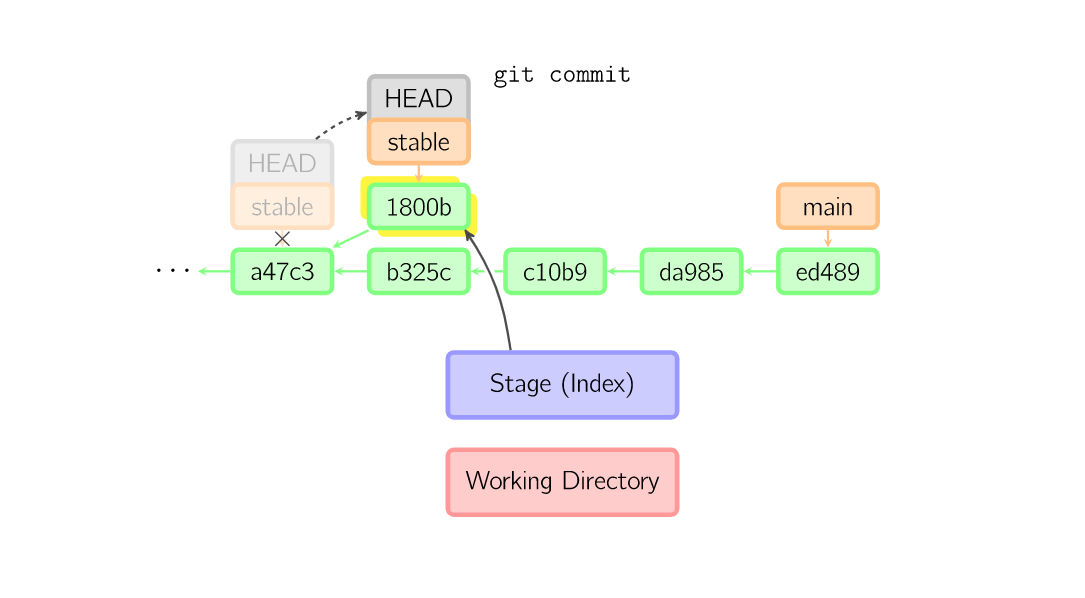 git commit
HEAD
stable
HEAD
stable
1800b
main
...
a47c3
b325c
c10b9
da985
ed489
Stage (Index)
Working Directory